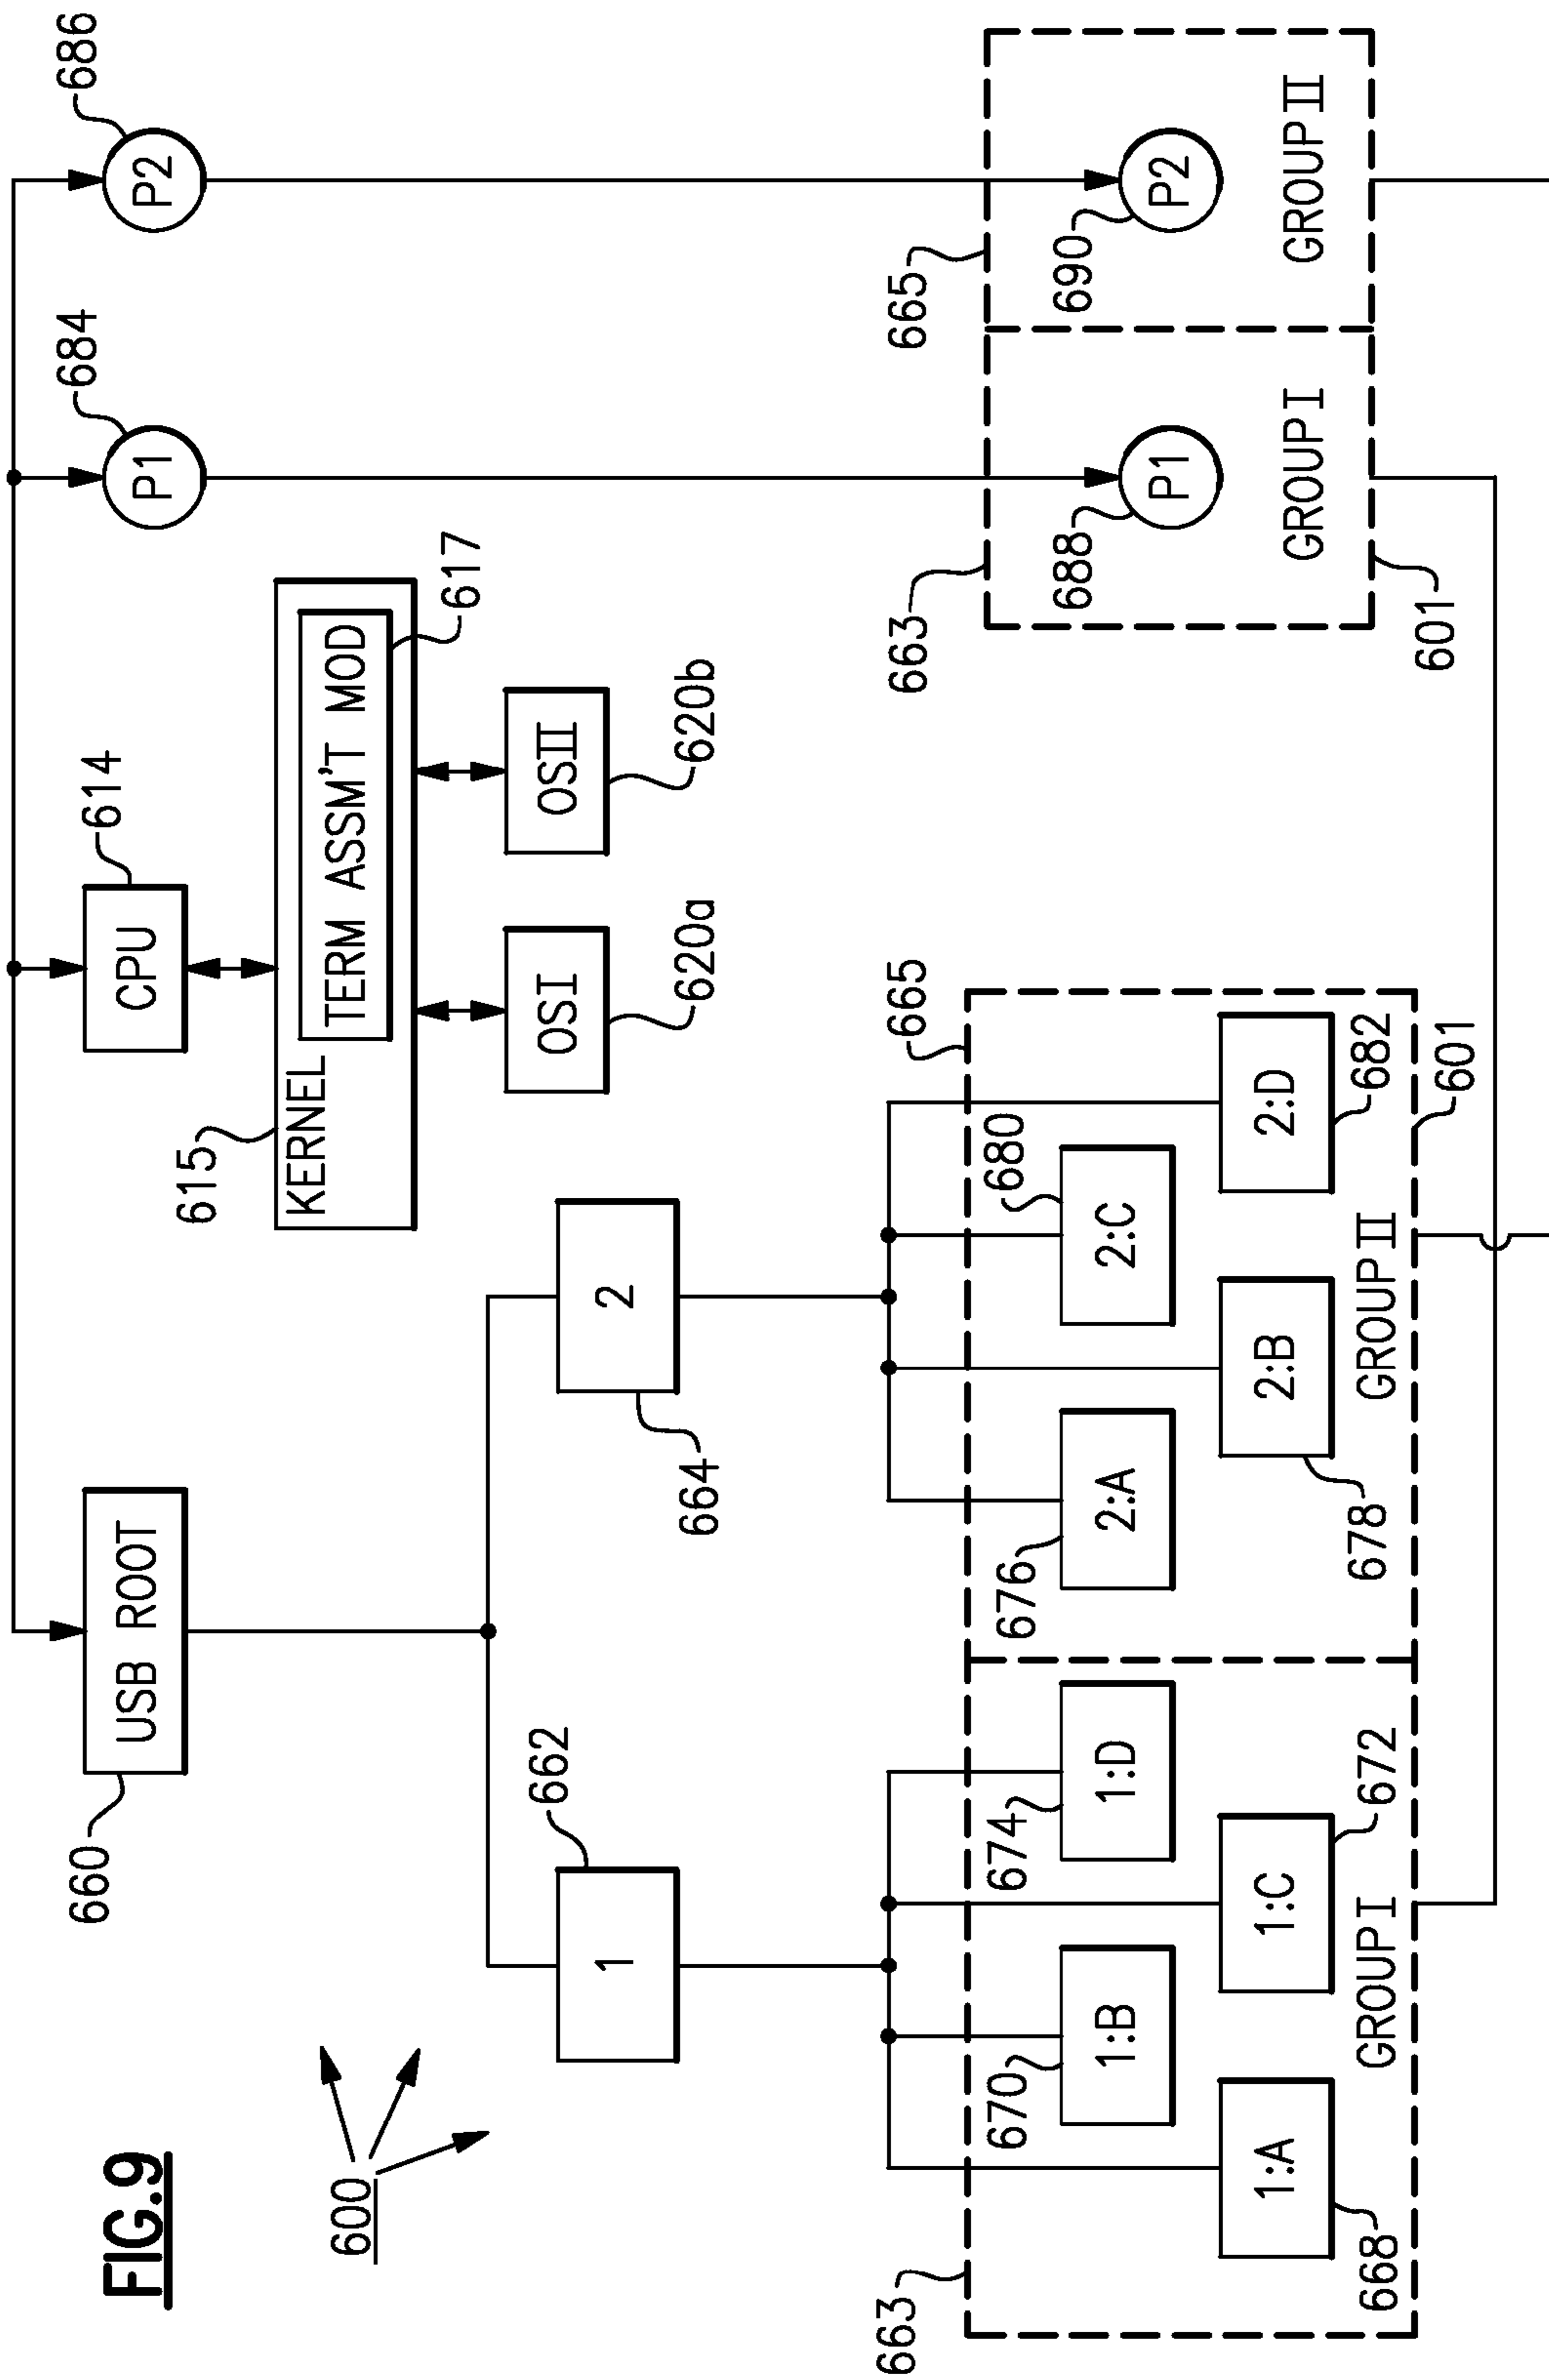 FIG.9
600
660
USB ROOT
CPU
614
P1
684
P2
686
615
KERNEL
TERM ASSM'T MOD
617
OSI
620a
OSII
620b
1
662
2
664
663
665
668
1:A
670
1:B
672
1:C
674
1:D
GROUP I
676
2:A
678
2:B
680
2:C
682
2:D
GROUP II
601
663
665
688
P1
690
P2
GROUP I
GROUP II
601